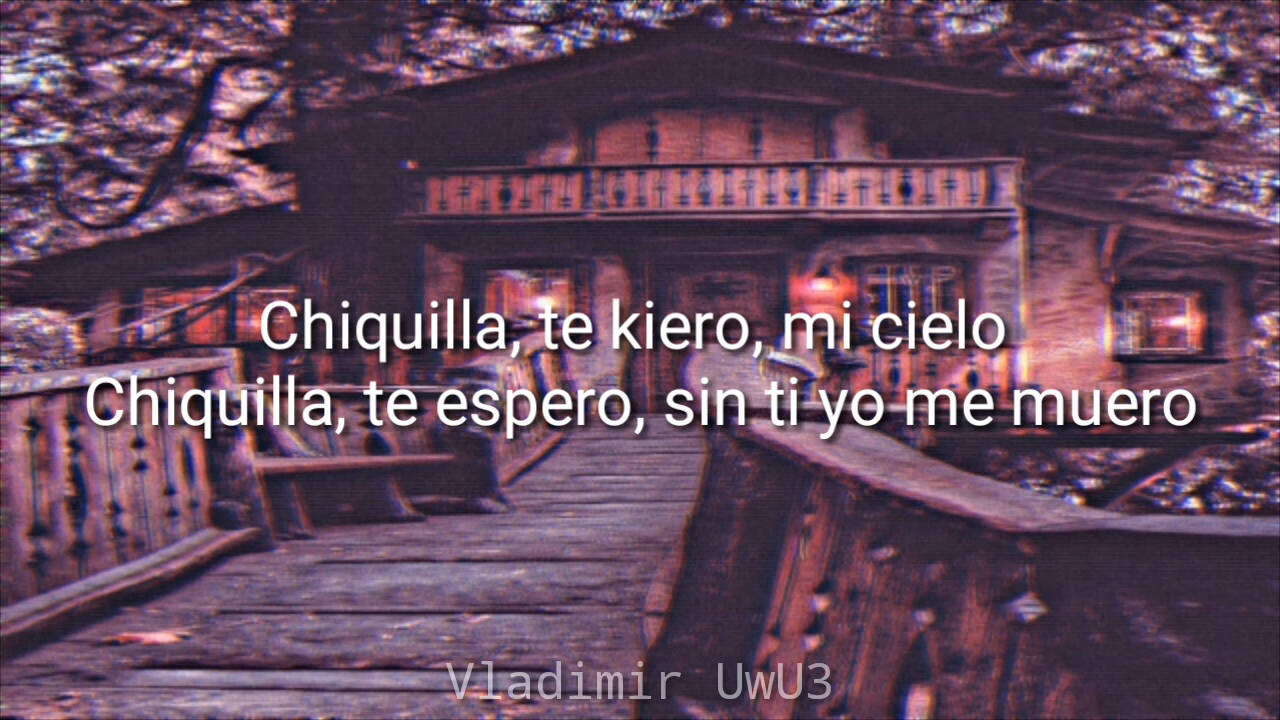 Chiquilla, te kiero, mi cielo
Chiquilla, te espero, sin ti yo me muero
Vladimir UwU3